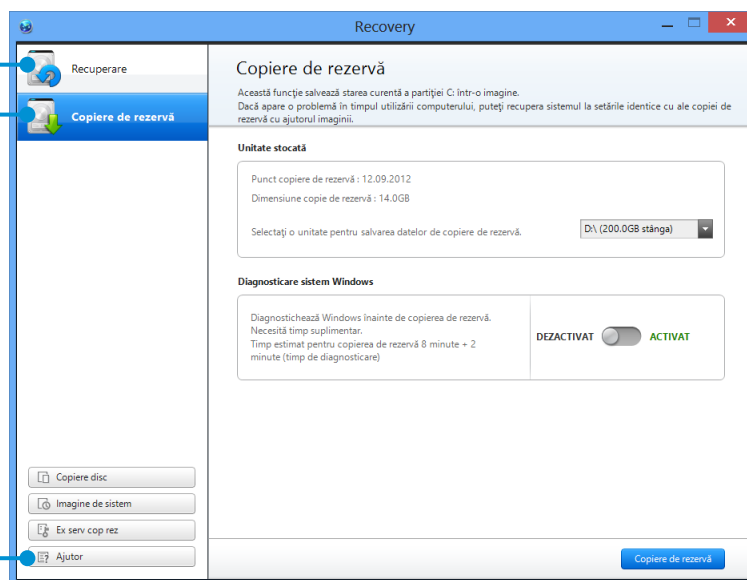 Recovery
Recuperare
Copiere de rezervă
Copiere de rezervă
Această funcţie salvează starea curentă a partiţiei C: într-o imagine.
Dacă apare o problemă în timpul utilizării computerului, puteţi recupera sistemul la setările identice cu ale copiei de
rezervă cu ajutorul imaginii.
Unitate stocată
Punct copiere de rezervă : 12.09.2012
Dimensiune copie de rezervă : 14.0GB
Selectaţi o unitate pentru salvarea datelor de copiere de rezervă.
D:\ (200.0GB stânga)
Diagnosticare sistem Windows
Diagnostichează Windows înainte de copierea de rezervă.
Necesită timp suplimentar.
Timp estimat pentru copierea de rezervă 8 minute + 2
minute (timp de diagnosticare)
DEZACTIVAT
ACTIVAT
Copiere disc
Imagine de sistem
Ex serv cop rez
Ajutor
Copiere de rezervă